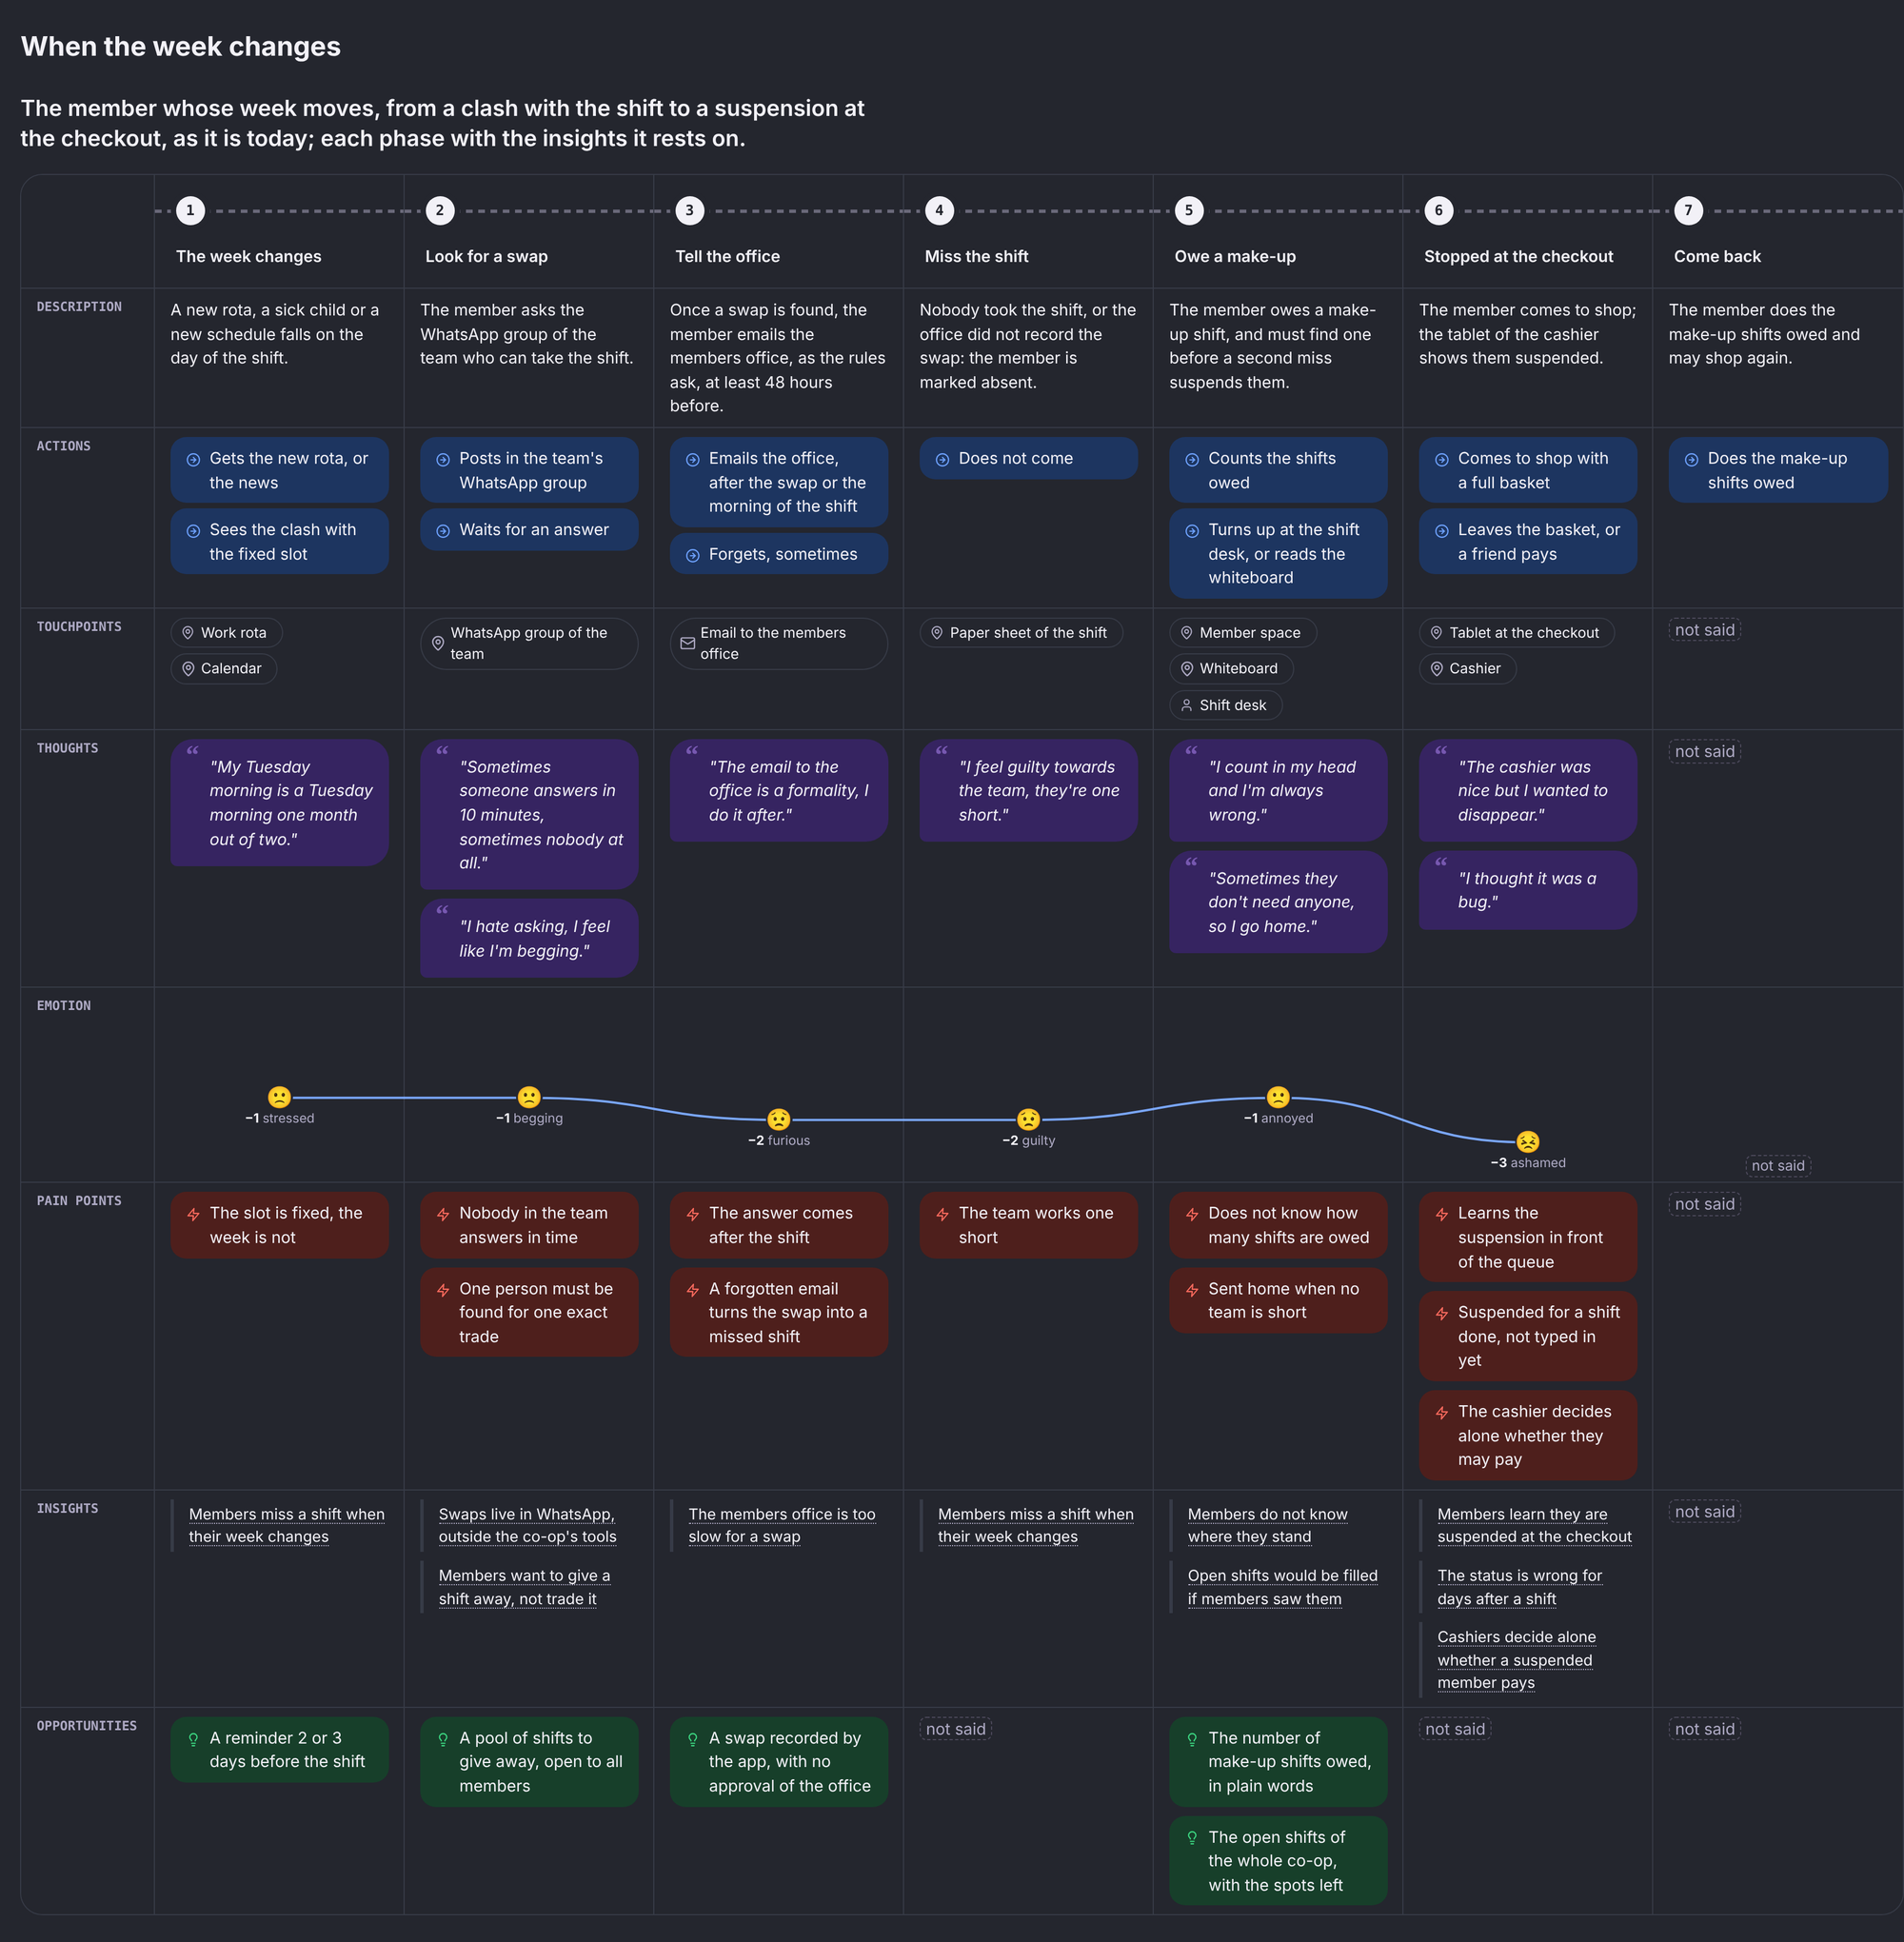 When the week changes
The member whose week moves, from a clash with the shift to a suspension at
the checkout, as it is today; each phase with the insights it rests on.
1
2
3
4
5
6
7
The week changes
Look for a swap
Tell the office
Miss the shift
Owe a make-up
Stopped at the checkout
Come back
DESCRIPTION
A new rota, a sick child or a
new schedule falls on the
day of the shift.
The member asks the
WhatsApp group of the
team who can take the shift.
Once a swap is found, the
member emails the
members office, as the rules
ask, at least 48 hours
before.
Nobody took the shift, or the
office did not record the
swap: the member is
marked absent.
The member owes a make-
up shift, and must find one
before a second miss
suspends them.
The member comes to shop;
the tablet of the cashier
shows them suspended.
The member does the
make-up shifts owed and
may shop again.
ACTIONS
Gets the new rota, or
the news
Sees the clash with
the fixed slot
Posts in the team's
WhatsApp group
Waits for an answer
Emails the office,
after the swap or the
morning of the shift
Forgets, sometimes
Does not come
Counts the shifts
owed
Turns up at the shift
desk, or reads the
whiteboard
Comes to shop with
a full basket
Leaves the basket, or
a friend pays
Does the make-up
shifts owed
TOUCHPOINTS
Work rota
Calendar
WhatsApp group of the
team
Email to the members
office
Paper sheet of the shift
Member space
Whiteboard
Shift desk
Tablet at the checkout
Cashier
not said
THOUGHTS
"My Tuesday
morning is a Tuesday
morning one month
out of two."
"Sometimes
someone answers in
10 minutes,
sometimes nobody at
all."
"I hate asking, I feel
like I'm begging."
"The email to the
office is a formality, I
do it after."
"I feel guilty towards
the team, they're one
short."
"I count in my head
and I'm always
wrong."
"Sometimes they
don't need anyone,
so I go home."
"The cashier was
nice but I wanted to
disappear."
"I thought it was a
bug."
not said
EMOTION
−1 stressed
−1 begging
−2 furious
−2 guilty
−1 annoyed
−3 ashamed
not said
PAIN POINTS
The slot is fixed, the
week is not
Nobody in the team
answers in time
One person must be
found for one exact
trade
The answer comes
after the shift
A forgotten email
turns the swap into a
missed shift
The team works one
short
Does not know how
many shifts are owed
Sent home when no
team is short
Learns the
suspension in front
of the queue
Suspended for a shift
done, not typed in
yet
The cashier decides
alone whether they
may pay
not said
INSIGHTS
Members miss a shift when
their week changes
Swaps live in WhatsApp,
outside the co-op's tools
Members want to give a
shift away, not trade it
The members office is too
slow for a swap
Members miss a shift when
their week changes
Members do not know
where they stand
Open shifts would be filled
if members saw them
Members learn they are
suspended at the checkout
The status is wrong for
days after a shift
Cashiers decide alone
whether a suspended
member pays
not said
OPPORTUNITIES
A reminder 2 or 3
days before the shift
A pool of shifts to
give away, open to all
members
A swap recorded by
the app, with no
approval of the office
not said
The number of
make-up shifts owed,
in plain words
The open shifts of
the whole co-op,
with the spots left
not said
not said